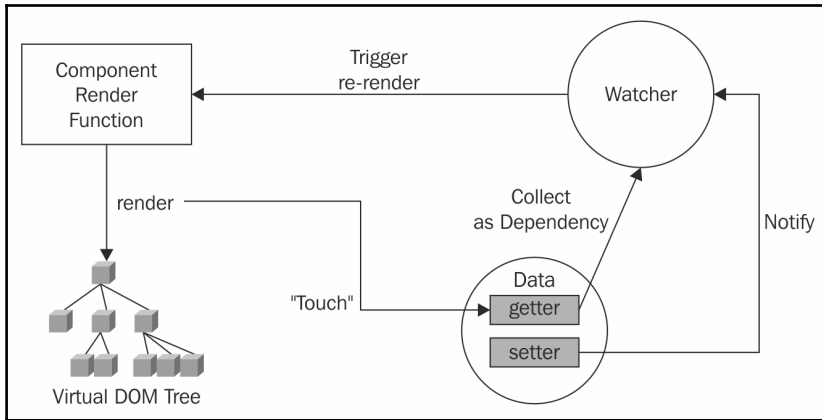 Component
Render
Function
Trigger
re-render
Watcher
render
Collect
as Dependency
Notify
"Touch"
Data
getter
setter
Virtual DOM Tree